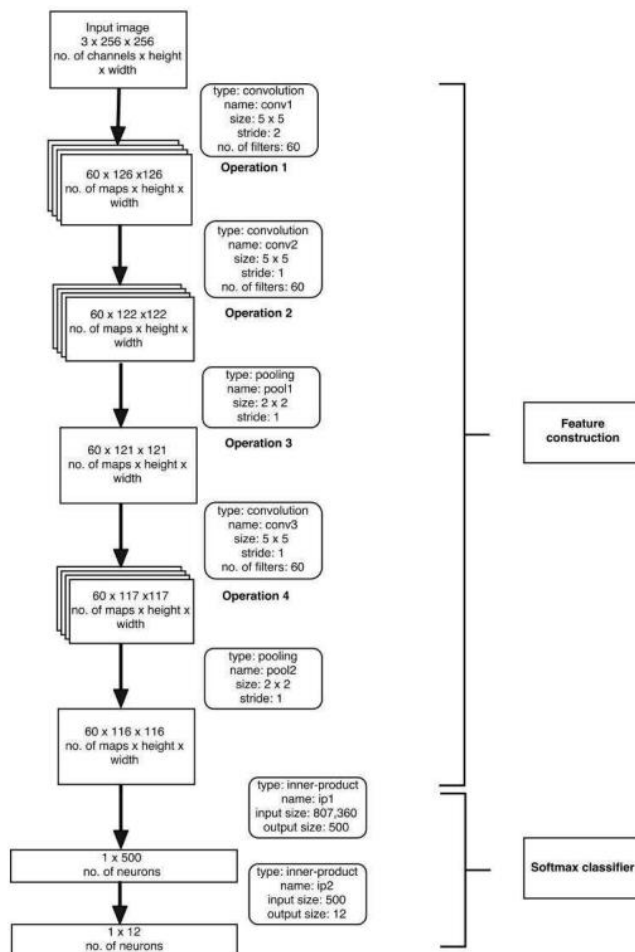 Input image
3 x 256 x 256
no. of channels x height
x width
type: convolution
name: conv1
size: 5 x 5
stride: 2
no. of filters: 60
Operation 1
60 x 126 x126
no. of maps x height x
width
type: convolution
name: conv2
size: 5 x 5
stride: 1
no. of filters: 60
Operation 2
60 x 122 x122
no. of maps x height x
width
type: pooling
name: pool1
size: 2 x 2
stride: 1
Operation 3
60 x 121 x 121
no. of maps x height x
width
Feature
construction
type: convolution
name: conv3
size: 5 x 5
stride: 1
no. of filters: 60
Operation 4
60 x 117 x117
no. of maps x height x
width
type: pooling
name: pool2
size: 2 x 2
stride: 1
60 x 116 x 116
no. of maps x height x
width
type: inner-product
name: ip1
input size: 807,360
output size: 500
1 x 500
no. of neurons
type: inner-product
name: ip2
input size: 500
output size: 12
Softmax classifier
1 x 12
no. of neurons